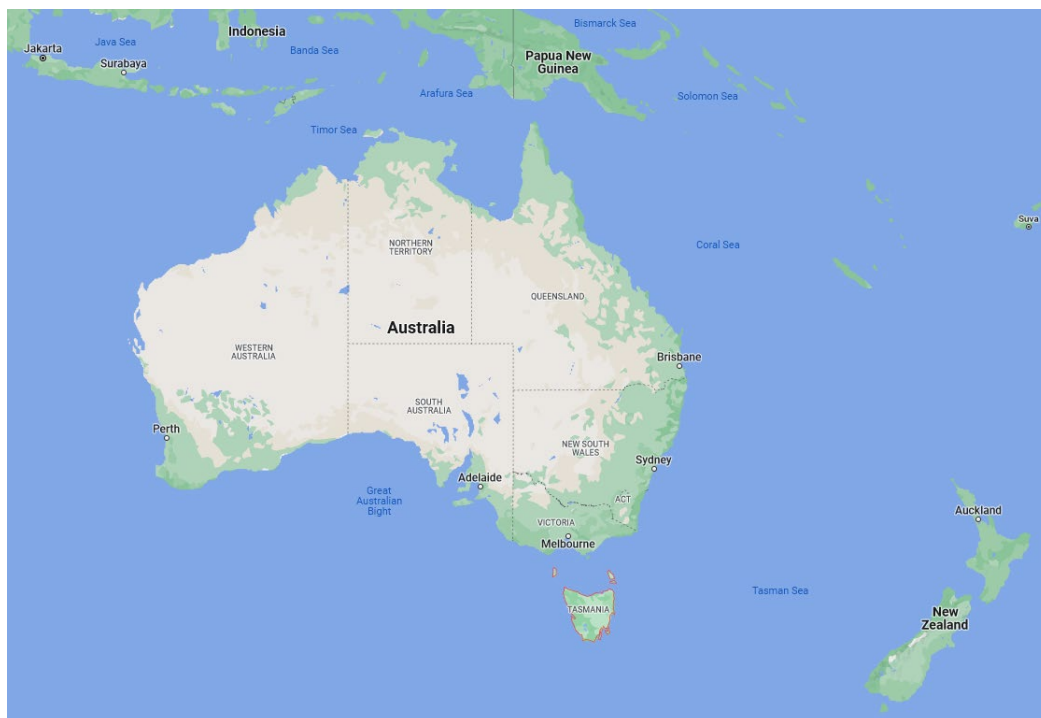 Bismarck Sea
Indonesia
Java Sea
Jakarta
Banda Sea
Surabaya
Papua New
Guinea
Arafura Sea
Solomon Sea
Timor Sea
Suva
NORTHERN
TERRITORY
Coral Sea
QUEENSLAND
Australia
WESTERN
AUSTRALIA
Brisbane
SOUTH
AUSTRALIA
Perth
NEW SOUTH
WALES
Sydney
Adelaide
Great
Australian
Bight
ACT
Auckland
VICTORIA
Melbourne
Tasman Sea
TASMANIA
New
Zealand